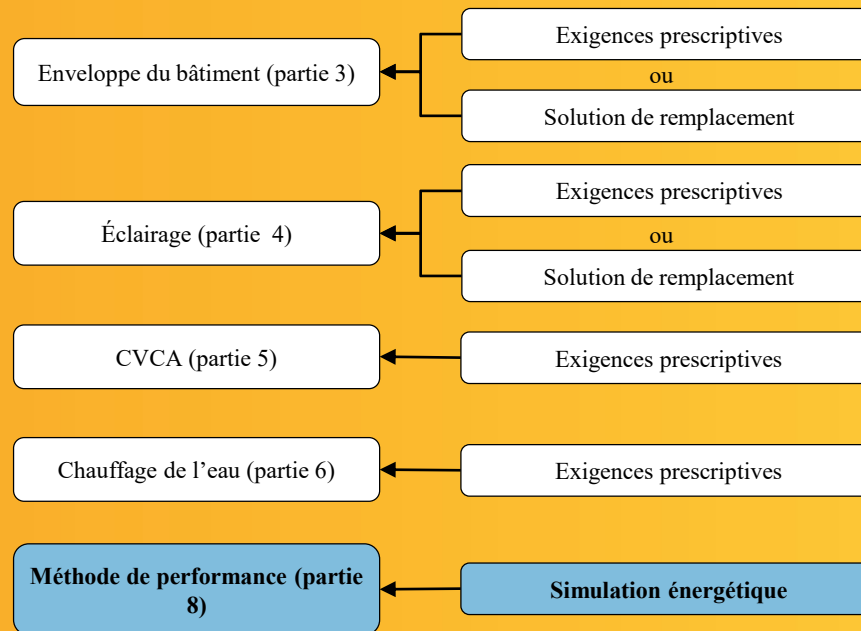 Exigences prescriptives
Enveloppe du bâtiment (partie 3)
ou
Solution de remplacement
Exigences prescriptives
Éclairage (partie 4)
ou
Solution de remplacement
CVCA (partie 5)
Exigences prescriptives
Chauffage de l’eau (partie 6)
Exigences prescriptives
Méthode de performance (partie
8)
Simulation énergétique